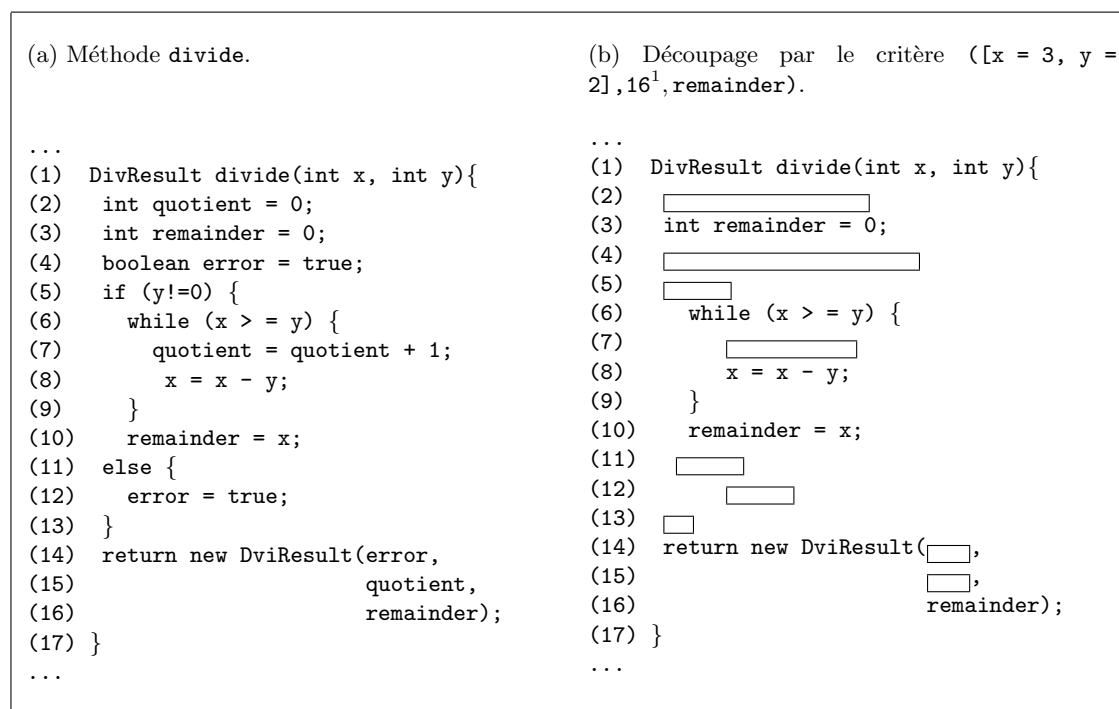 (a) Méthode divide.
...
(1) DivResult divide(int x, int y){
(2) int quotient = 0;
(3) int remainder = 0;
(4) boolean error = true;
(5) if (y!=0) {
(6) while (x > = y) {
(7) quotient = quotient + 1;
(8) x = x - y;
(9) }
(10) remainder = x;
(11) else {
(12) error = true;
(13) }
(14) return new DviResult(error,
(15) quotient,
(16) remainder);
(17) }
...
(b) Découpage par le critère ([x = 3, y =
2],16¹,remainder).
...
(1) DivResult divide(int x, int y){
(2)
(3) int remainder = 0;
(4)
(5)
(6) while (x > = y) {
(7)
(8) x = x - y;
(9) }
(10) remainder = x;
(11)
(12)
(13)
(14) return new DviResult( ,
(15) ,
(16) remainder);
(17) }
...